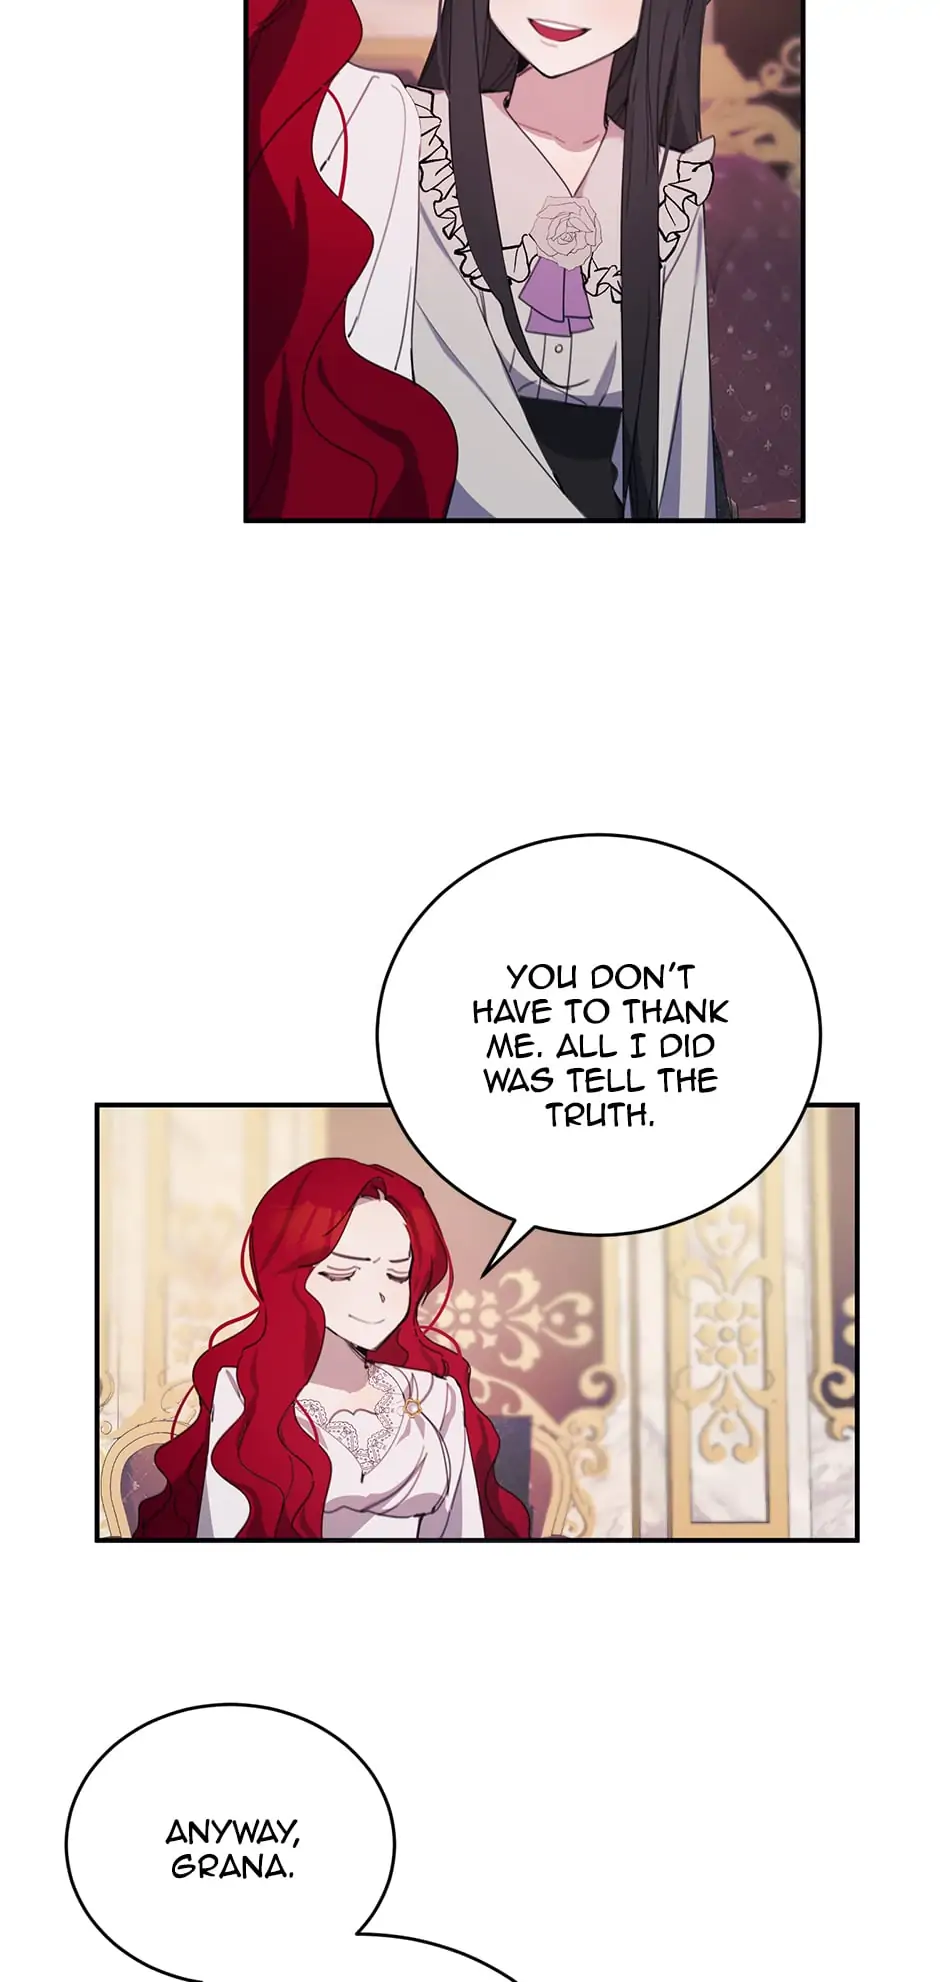 YOU DON'T
HAVE TO THANK
ME. ALL I DID
WAS TELL THE
TRUTH.
ANYWAY,
GRANA.